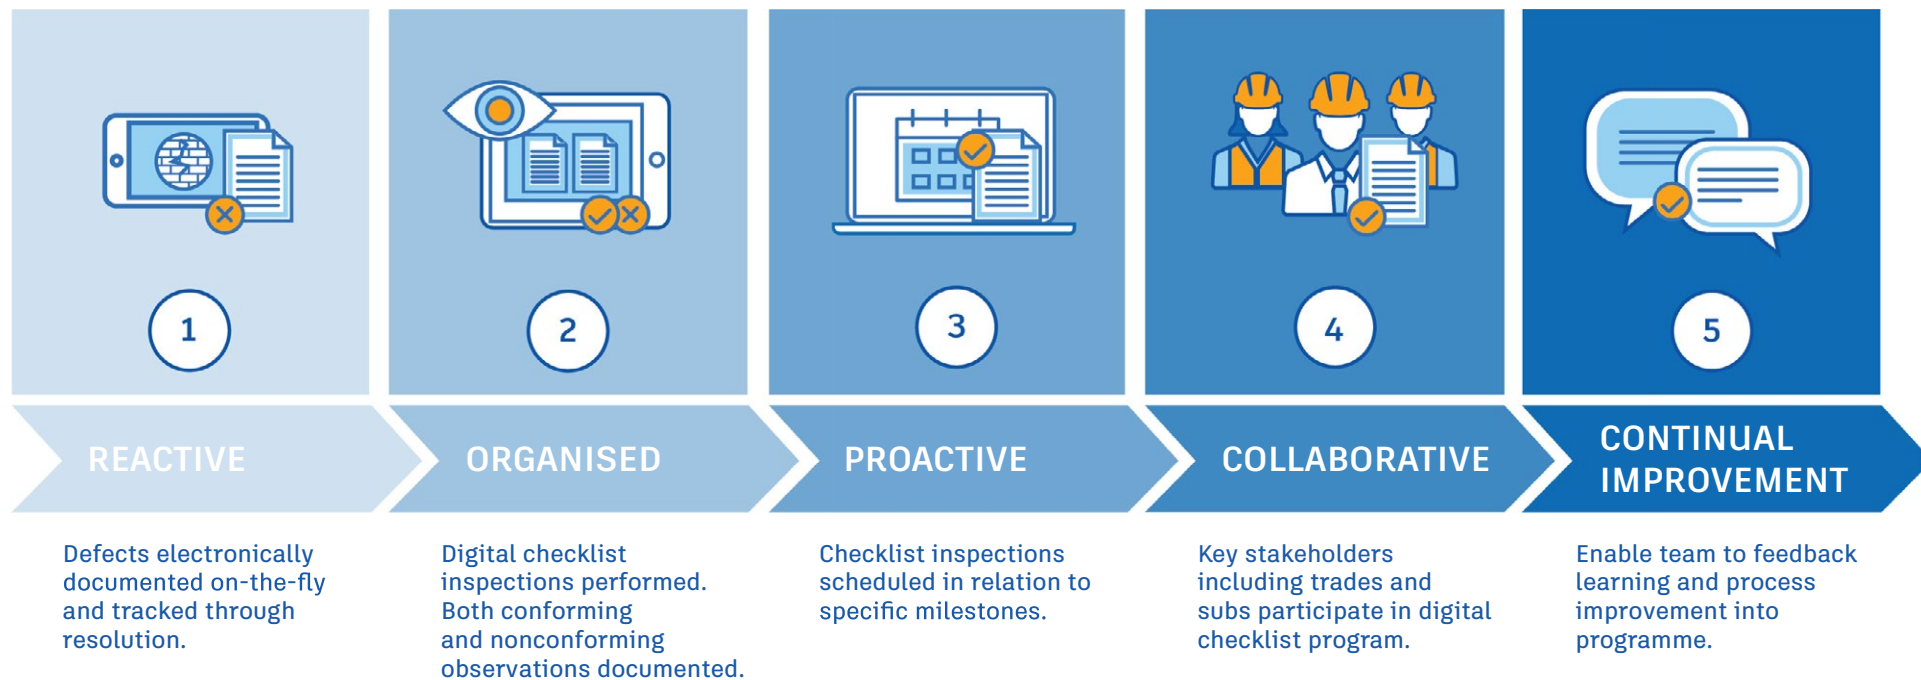 1
2
3
4
5
REACTIVE
ORGANISED
PROACTIVE
COLLABORATIVE
CONTINUAL
IMPROVEMENT
Defects electronically
documented on-the-fly
and tracked through
resolution.
Digital checklist
inspections performed.
Both conforming
and nonconforming
observations documented.
Checklist inspections
scheduled in relation to
specific milestones.
Key stakeholders
including trades and
subs participate in digital
checklist program.
Enable team to feedback
learning and process
improvement into
programme.